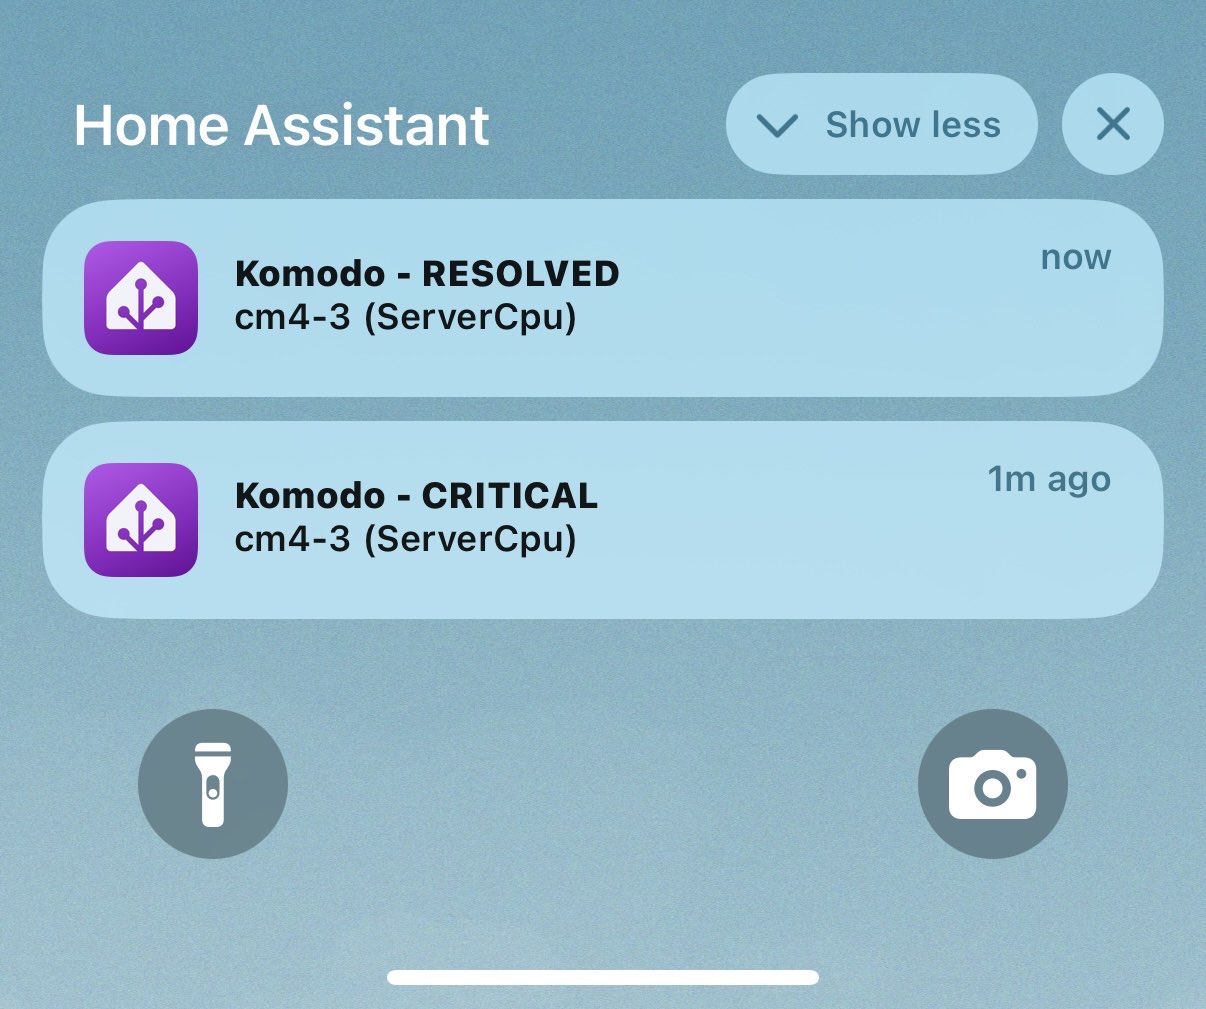 Home Assistant
Show less
Komodo - RESOLVED
now
cm4-3 (ServerCpu)
Komodo - CRITICAL
1m ago
cm4-3 (ServerCpu)